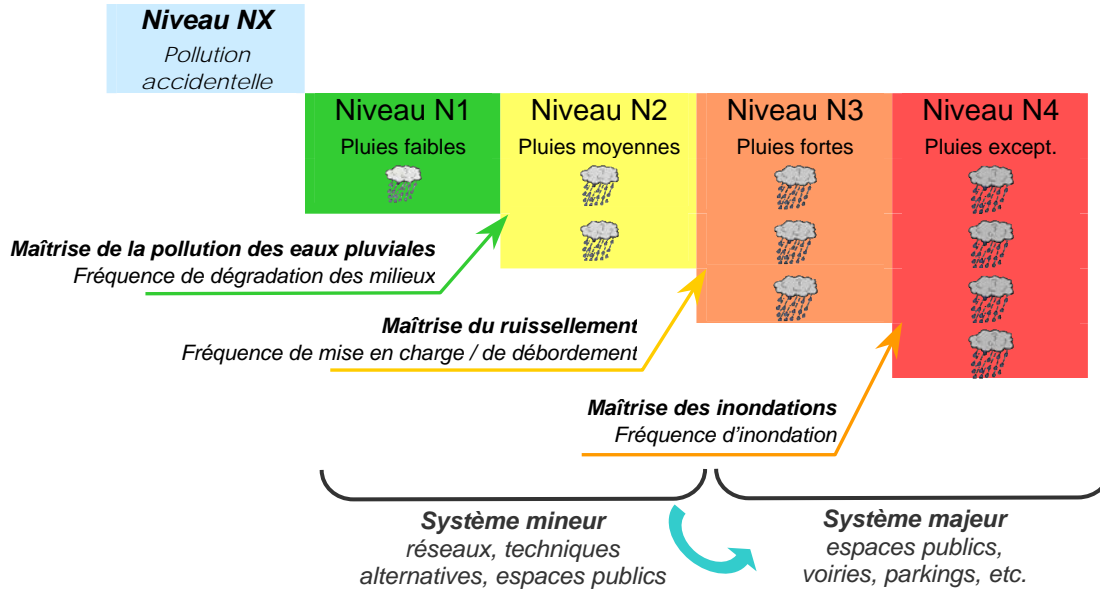 Niveau NX
Pollution
accidentelle
Niveau N1
Pluies faibles
Niveau N2
Pluies moyennes
Niveau N3
Pluies fortes
Niveau N4
Pluies except.
Maîtrise de la pollution des eaux pluviales
Fréquence de dégradation des milieux
Maîtrise du ruissellement
Fréquence de mise en charge / de débordement
Maîtrise des inondations
Fréquence d'inondation
Système mineur
réseaux, techniques
alternatives, espaces publics
Système majeur
espaces publics,
voiries, parkings, etc.